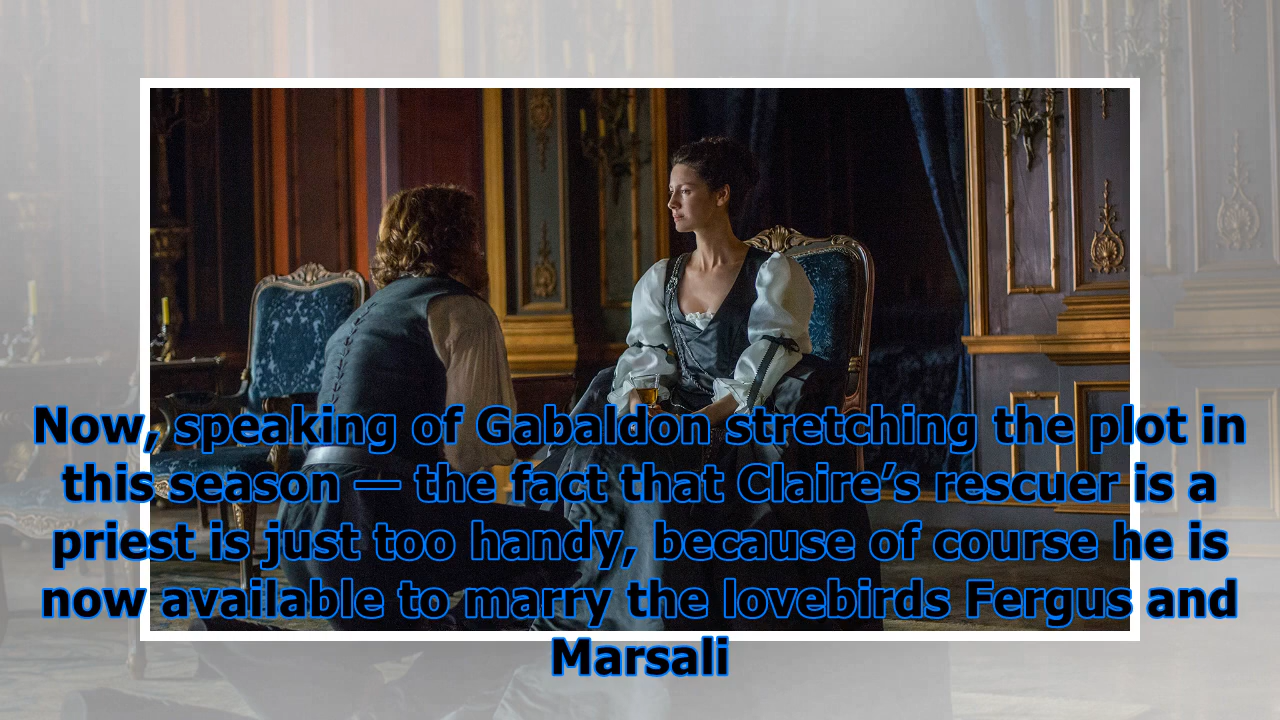 Now, speaking of Gabaldon stretching the plot in
this season — the fact that Claire’s rescuer is a
priest is just too handy, because of course he is
now available to marry the lovebirds Fergus and
Marsali